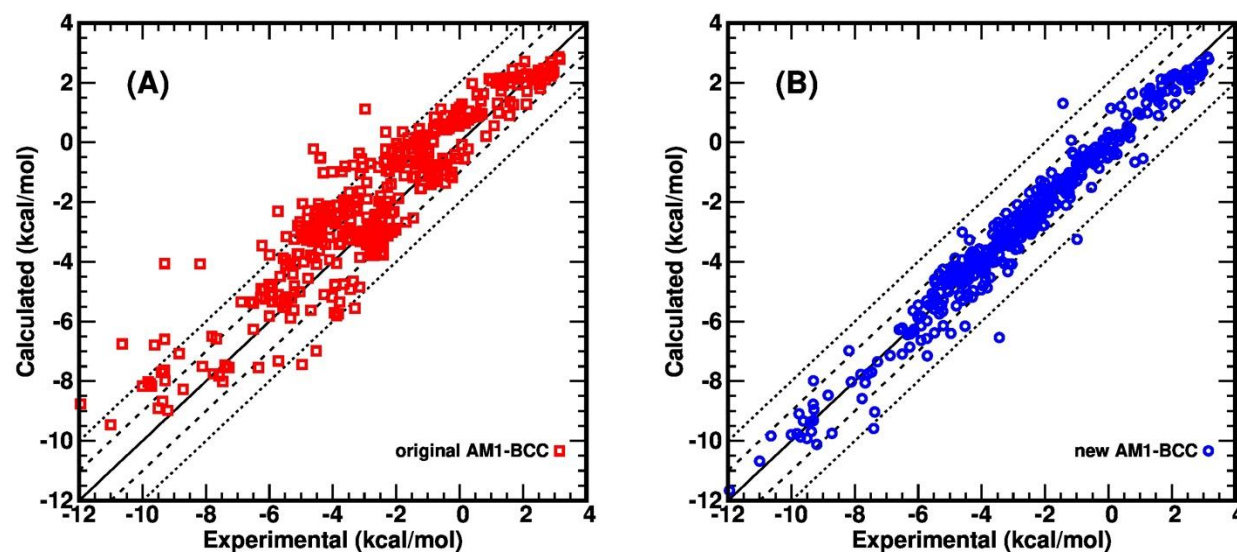 (A)
4
2
0
-2
-4
-6
-8
-10
-12
Calculated (kcal/mol)
original AM1-BCC
-12 -10 -8 -6 -4 -2 0 2 4
Experimental (kcal/mol)
(B)
4
2
0
-2
-4
-6
-8
-10
-12
Calculated (kcal/mol)
new AM1-BCC
-12 -10 -8 -6 -4 -2 0 2 4
Experimental (kcal/mol)